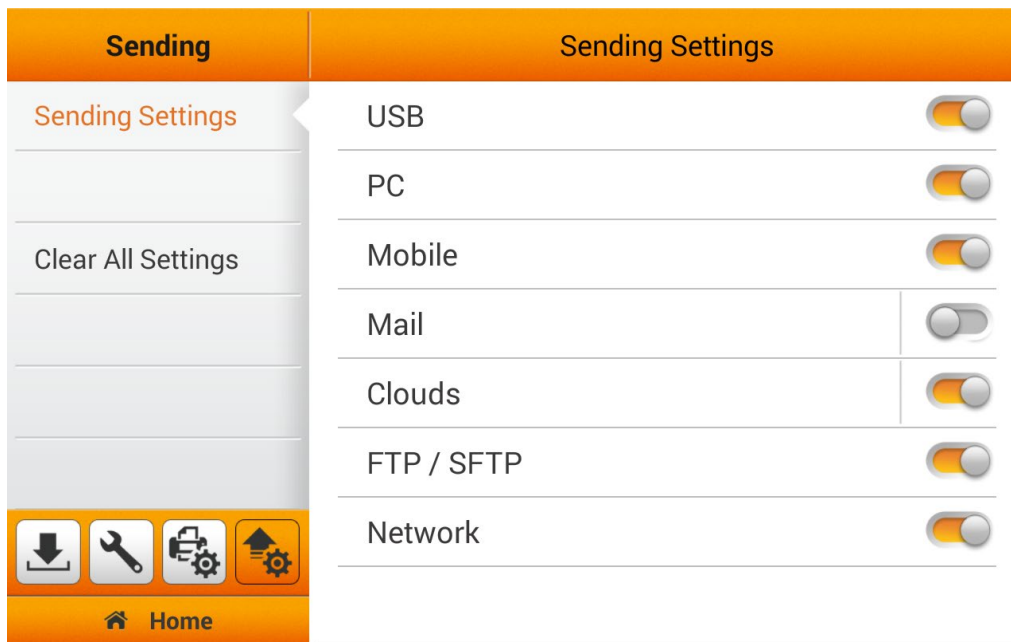 Sending
Sending Settings
Sending Settings
Clear All Settings
USB
PC
Mobile
Mail
Clouds
FTP / SFTP
Network
Home